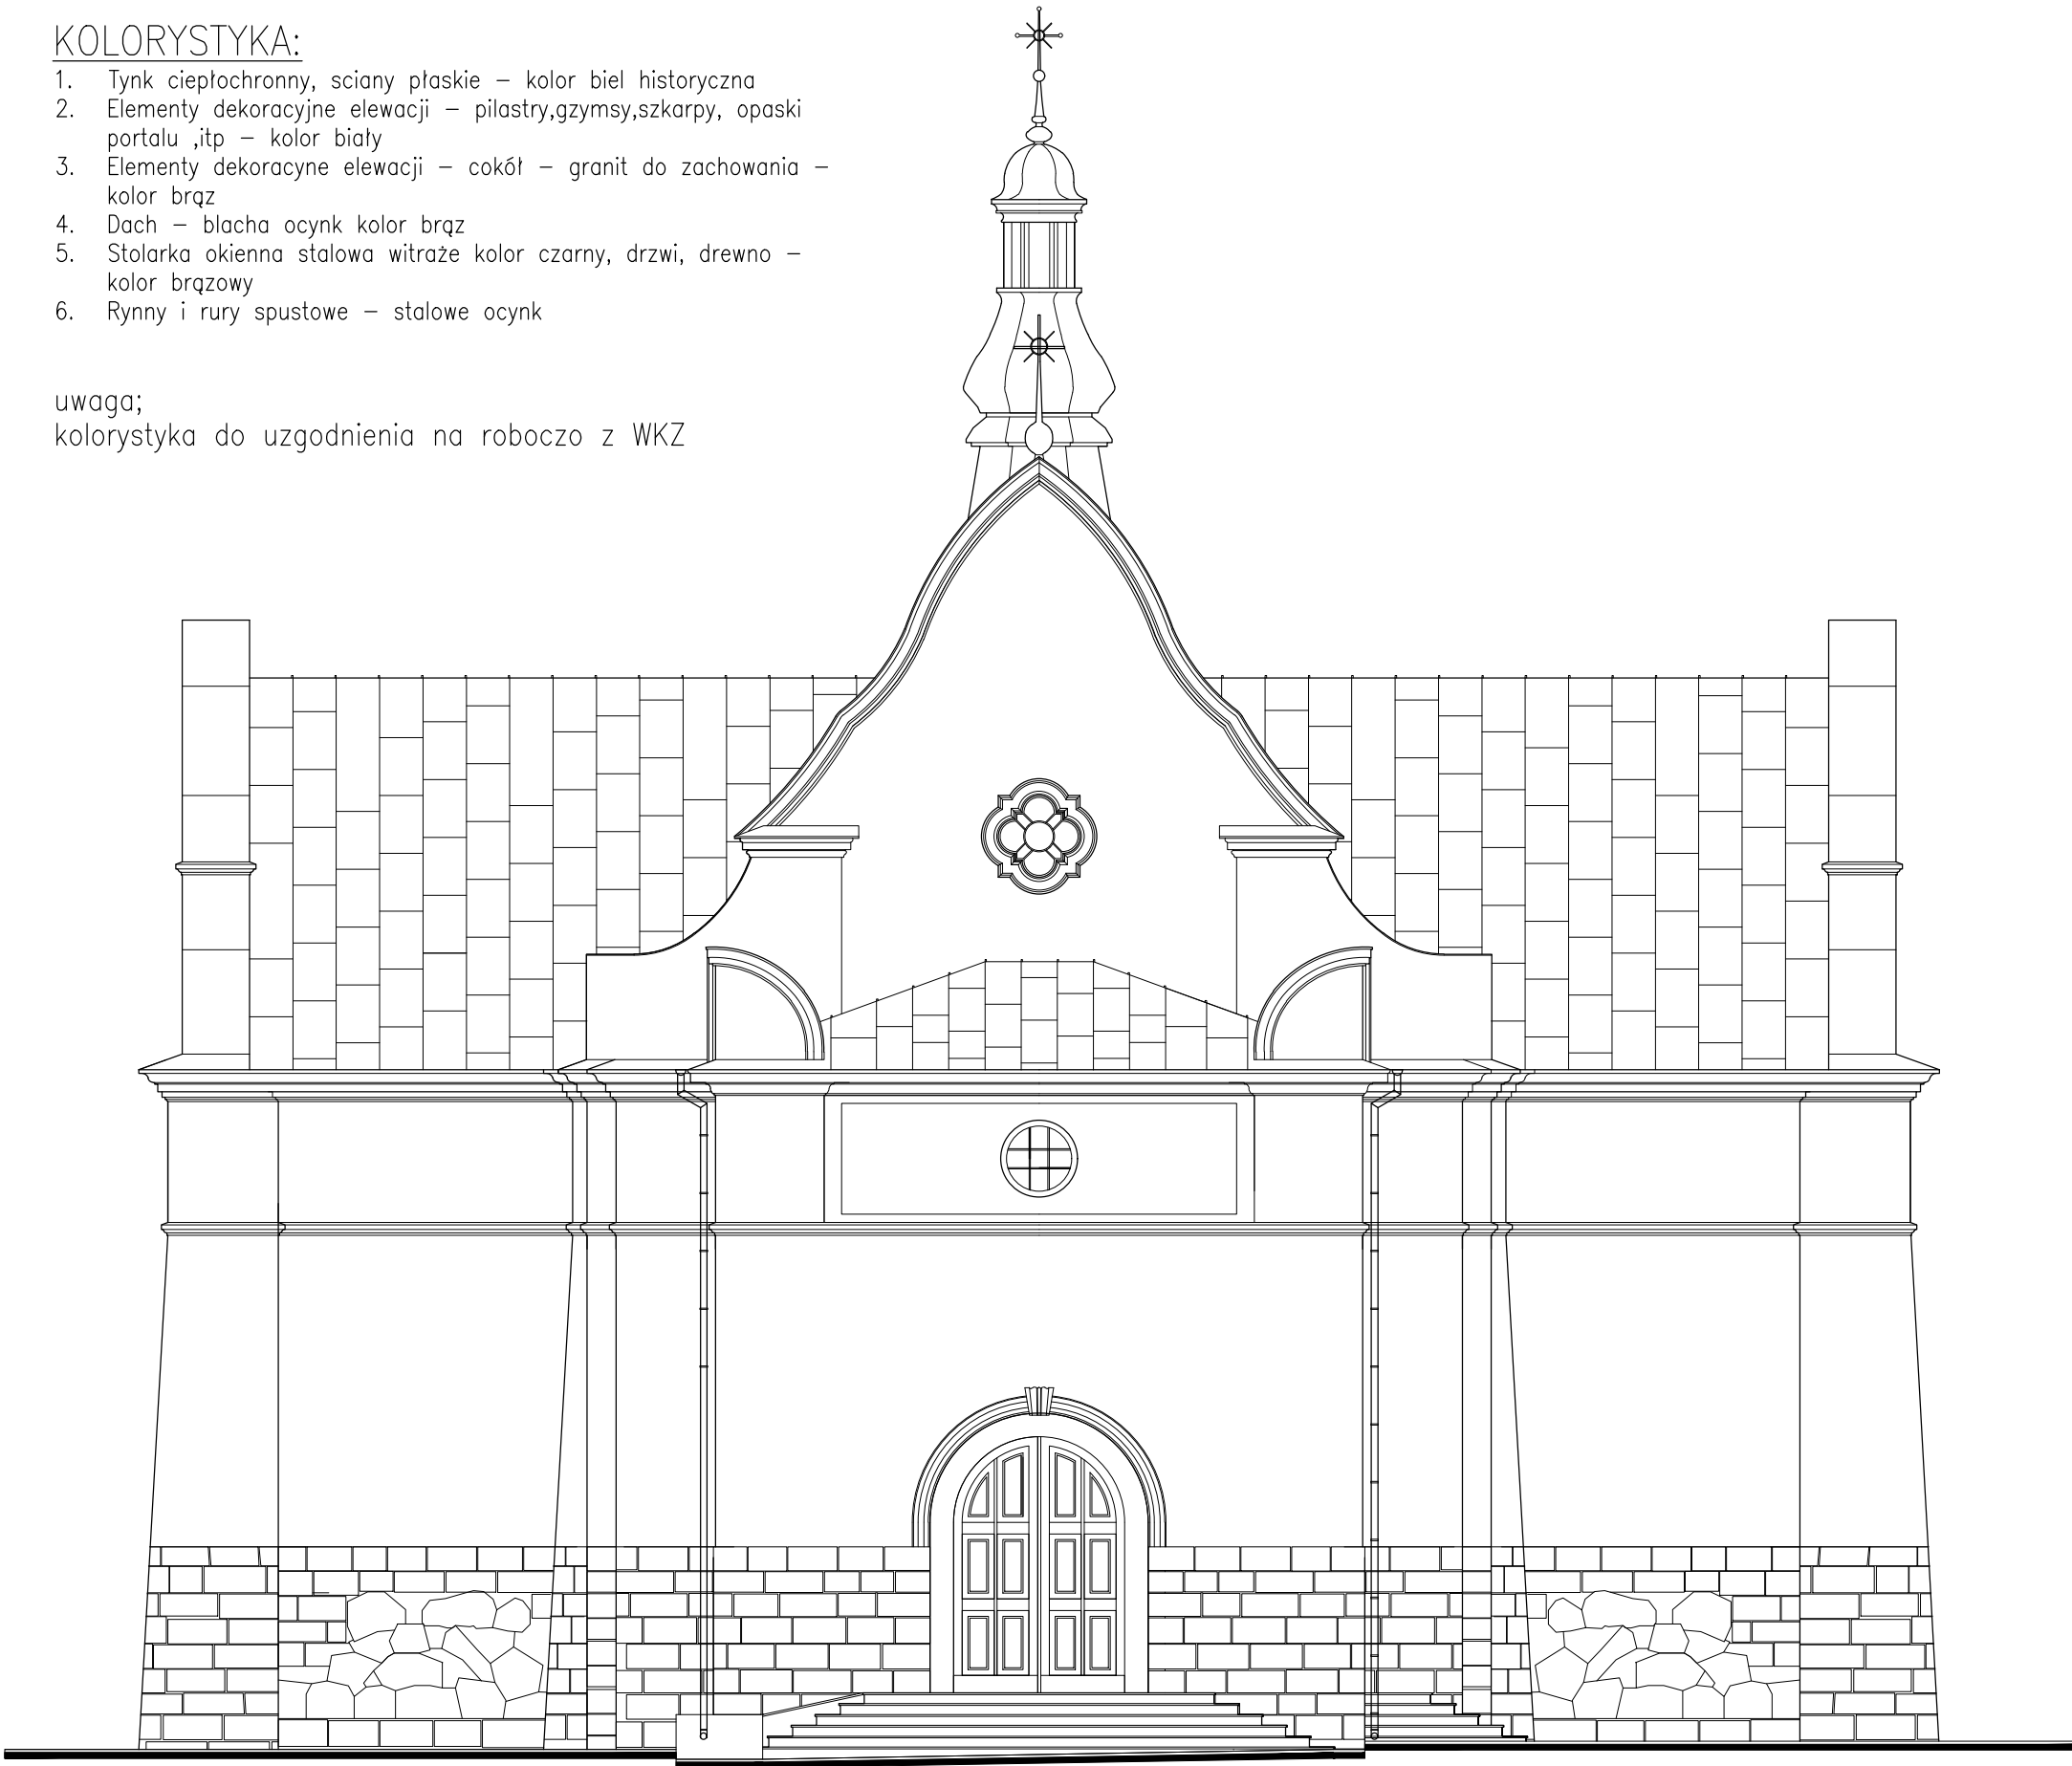 KOLORYSTYKA:
1. Tynk ciepłochronny, sciany płaskie – kolor biel historyczna
2. Elementy dekoracyjne elewacji – pilastry,gzymsy,szkarpy, opaski
portalu ,itp – kolor biały
3. Elementy dekoracyne elewacji – cokół – granit do zachowania –
kolor brąz
4. Dach – blacha ocynk kolor brąz
5. Stolarka okienna stalowa witraże kolor czarny, drzwi, drewno –
kolor brązowy
6. Rynny i rury spustowe – stalowe ocynk
uwaga;
kolorystyka do uzgodnienia na roboczo z WKZ